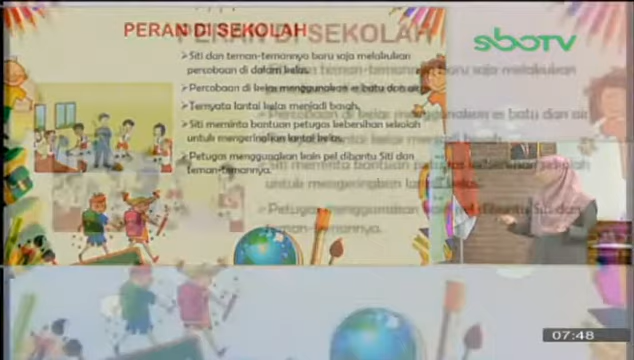 PERAN DI SEKOLAH
➤Siti dan teman-temannya baru saja melakukan
percobaan di dalam kelas.
➤Percobaan di kelas menggunakan es batu dan air.
➤Ternyata lantai kelas menjadi basah.
➤Siti meminta bantuan petugas kebersihan sekolah
untuk mengeringkan lantai kelas.
➤Petugas menggunakan kain pel dibantu Siti dan
teman-temannya.
sboTV
07:48